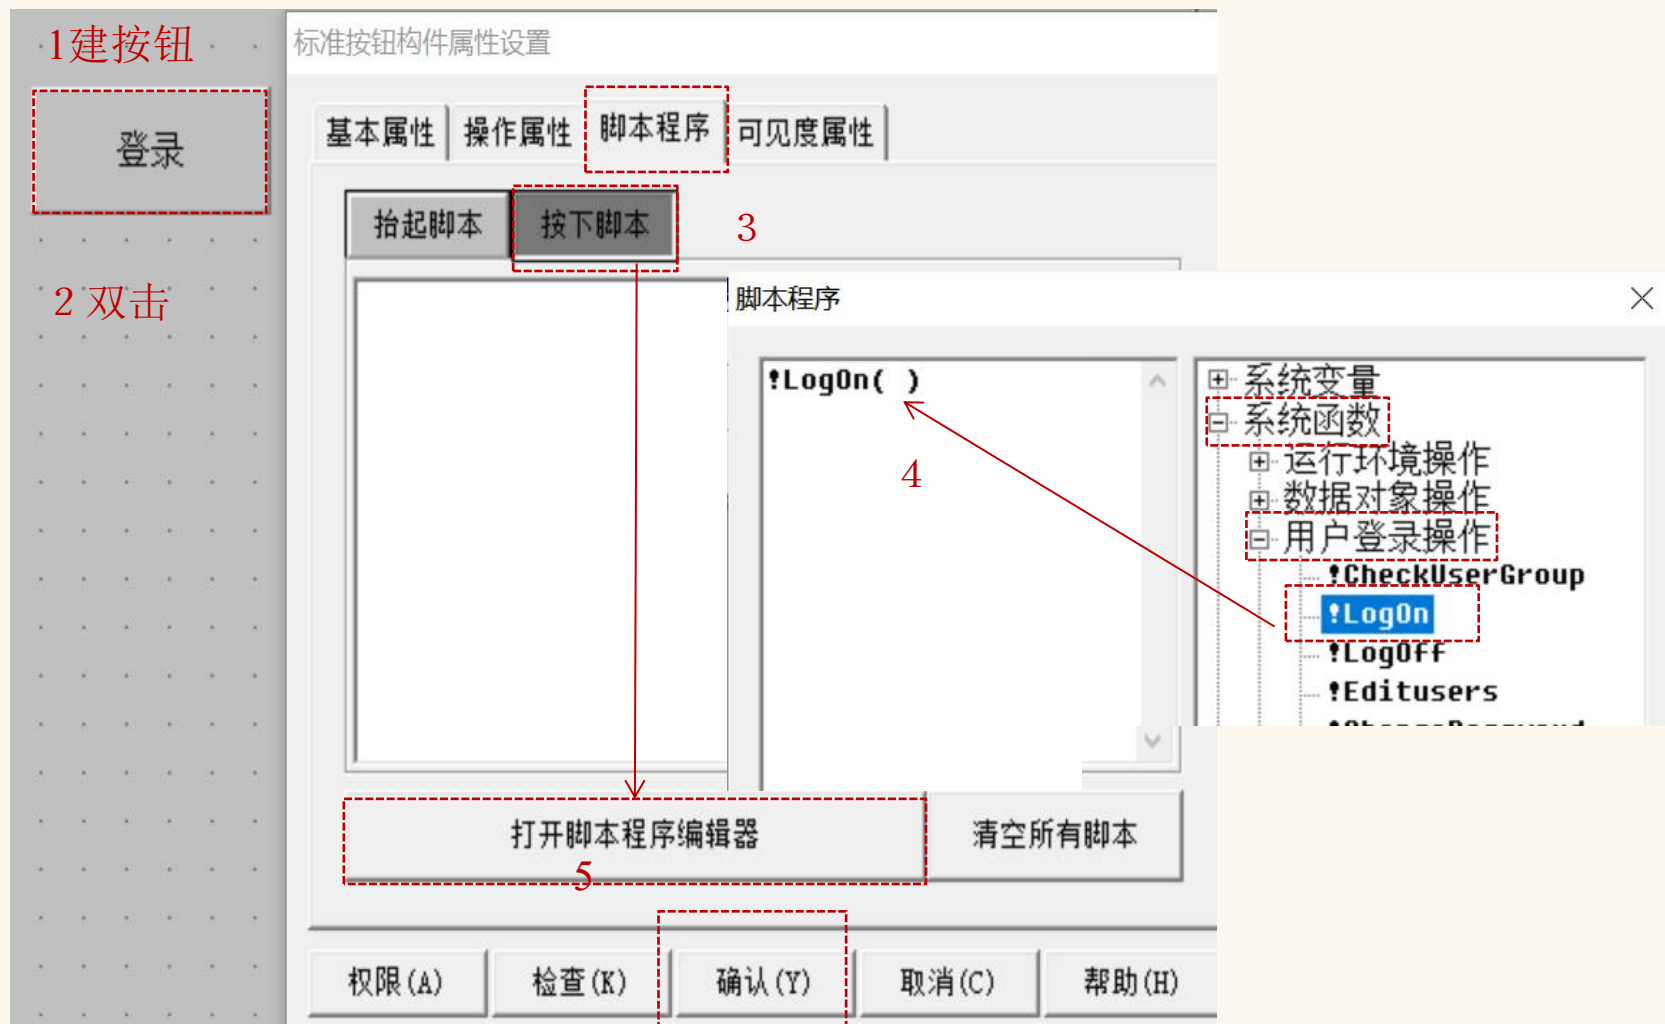 1建按钮
登录
2 双击
标准按钮构件属性设置
基本属性 操作属性 脚本程序 可见度属性
抬起脚本 按下脚本 3
脚本程序
!LogOn( )
4
系统变量
系统函数
运行环境操作
数据对象操作
用户登录操作
!CheckUserGroup
!LogOn
!LogOff
!Editusers
打开脚本程序编辑器 清空所有脚本
5
权限(A) 检查(K) 确认(Y) 取消(C) 帮助(H)